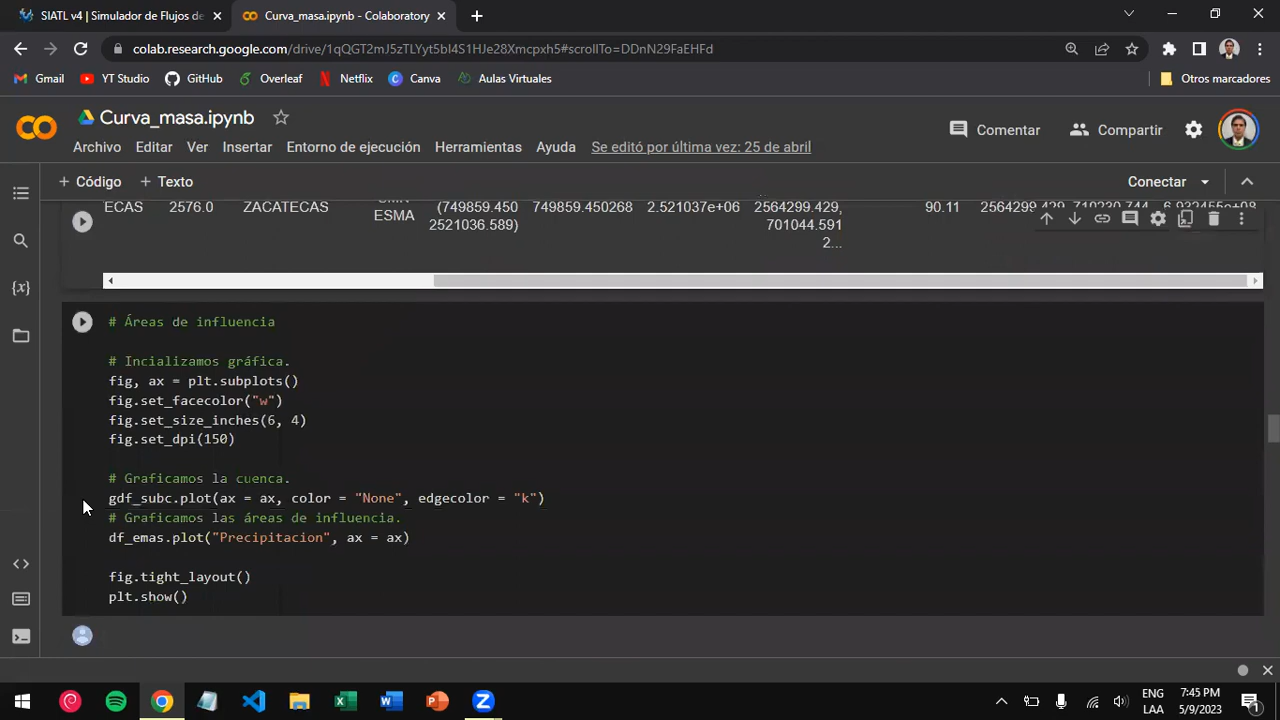 SIATL v4 | Simulador de Flujos de
Curva_masa.ipynb - Colaboratory
colab.research.google.com/drive/1qQGT2mJ5zTLYyt5bI4S1HJe28Xmcpxh5#scrollTo=DDnN29FaEHFd
Gmail YT Studio GitHub Overleaf Netflix Canva Aulas Virtuales Otros marcadores
Curva_masa.ipynb
Comentar Compartir
Archivo Editar Ver Insertar Entorno de ejecución Herramientas Ayuda Se editó por última vez: 25 de abril
+ Código + Texto Conectar
ECAS 2576.0 ZACATECAS ESMA (749859.450 2521036.589) 749859.450268 2.521037e+06 2564299.429, 701044.591 2... 90.11
{x}
# Áreas de influencia
# Incializamos gráfica.
fig, ax = plt.subplots()
fig.set_facecolor("w")
fig.set_size_inches(6, 4)
fig.set_dpi(150)
# Graficamos la cuenca.
gdf_subc.plot(ax = ax, color = "None", edgecolor = "k")
# Graficamos las áreas de influencia.
df_emas.plot("Precipitacion", ax = ax)
fig.tight_layout()
plt.show()
ENG 7:45 PM
LAA 5/9/2023